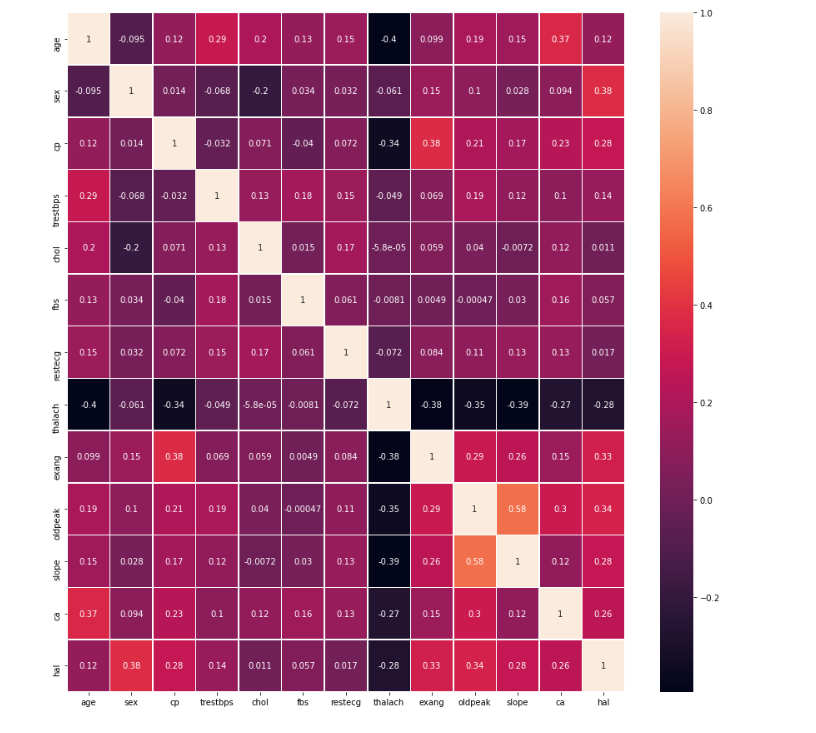 age 1 -0.095 0.12 0.29 0.2 0.13 0.15 -0.4 0.099 0.19 0.15 0.37 0.12
sex -0.095 1 0.014 -0.068 -0.2 0.034 0.032 -0.061 0.15 0.1 0.028 0.094 0.38
cp 0.12 0.014 1 -0.032 0.071 -0.04 0.072 -0.34 0.38 0.21 0.17 0.23 0.28
trestbps 0.29 -0.068 -0.032 1 0.13 0.18 0.15 -0.049 0.069 0.19 0.12 0.1 0.14
chol 0.2 -0.2 0.071 0.13 1 0.015 0.17 -5.8e-05 0.059 0.04 -0.0072 0.12 0.011
fbs 0.13 0.034 -0.04 0.18 0.015 1 0.061 -0.0081 0.0049 -0.00047 0.03 0.16 0.057
restecg 0.15 0.032 0.072 0.15 0.17 0.061 1 -0.072 0.084 0.11 0.13 0.13 0.017
thalach -0.4 -0.061 -0.34 -0.049 -5.8e-05 -0.0081 -0.072 1 -0.38 -0.35 -0.39 -0.27 -0.28
exang 0.099 0.15 0.38 0.069 0.059 0.0049 0.084 -0.38 1 0.29 0.26 0.15 0.33
oldpeak 0.19 0.1 0.21 0.19 0.04 -0.00047 0.11 -0.35 0.29 1 0.58 0.3 0.34
slope 0.15 0.028 0.17 0.12 -0.0072 0.03 0.13 -0.39 0.26 0.58 1 0.12 0.28
ca 0.37 0.094 0.23 0.1 0.12 0.16 0.13 -0.27 0.15 0.3 0.12 1 0.26
hal 0.12 0.38 0.28 0.14 0.011 0.057 0.017 -0.28 0.33 0.34 0.28 0.26 1
age sex cp trestbps chol fbs restecg thalach exang oldpeak slope ca hal
1.0
0.8
0.6
0.4
0.2
0.0
−0.2